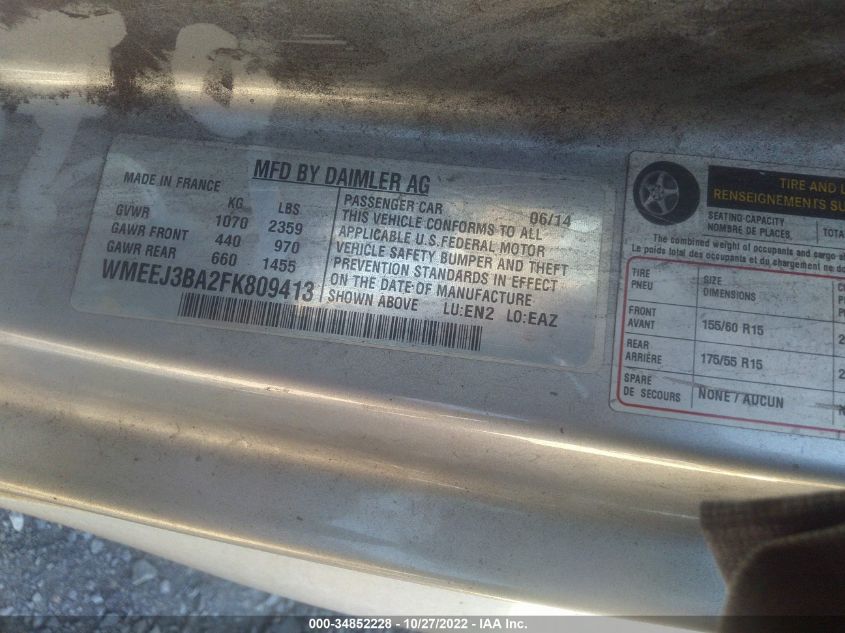 MFD BY DAIMLER AG
MADE IN FRANCE
KG LBS
GVWR 1070 2359
GAWR FRONT 440 970
GAWR REAR 660 1455
WMEEJ3BA2FK809413
PASSENGER CAR 06/14
THIS VEHICLE CONFORMS TO ALL
APPLICABLE U.S. FEDERAL MOTOR
VEHICLE SAFETY BUMPER AND THEFT
PREVENTION STANDARDS IN EFFECT
ON THE DATE OF MANUFACTURE
SHOWN ABOVE LU:EN2 LO:EAZ
TIRE AND
RENSEIGNEMENTS
SEATING CAPACITY
NOMBRE DE PLACES
The combined weight of occupants and cargo
Le poids total des occupants et du chargement ne
TIRE SIZE
PNEU DIMENSIONS
FRONT
AVANT 155/60 R15
REAR
ARRIÈRE 175/55 R15
SPARE
DE SECOURS NONE / AUCUN
000-34852228 - 10/27/2022 - IAA Inc.